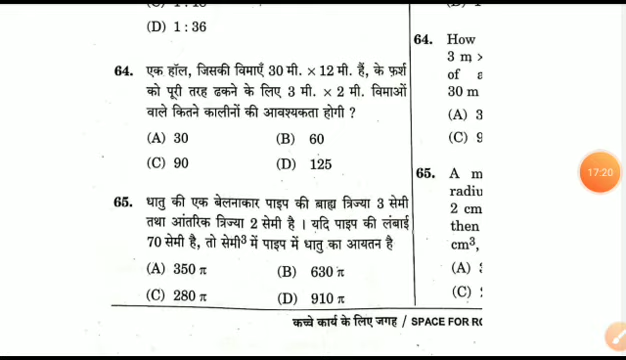 (D) 1 : 36
64. एक हॉल, जिसकी विमाएँ 30 मी. × 12 मी. हैं, के फ़र्श
को पूरी तरह ढकने के लिए 3 मी. × 2 मी. विमाओं
वाले कितने कालीनों की आवश्यकता होगी ?
(A) 30 (B) 60
(C) 90 (D) 125
65. धातु की एक बेलनाकार पाइप की बाह्य त्रिज्या 3 सेमी
तथा आंतरिक त्रिज्या 2 सेमी है । यदि पाइप की लंबाई
70 सेमी है, तो सेमी³ में पाइप में धातु का आयतन है
(A) 350 π (B) 630 π
(C) 280 π (D) 910 π
64. How
3 m ×
of
30 m
(A) 3
(C) 9
65. A m
radiu
2 cm
then
cm³,
(A)
(C)
कच्चे कार्य के लिए जगह / SPACE FOR RO
17:20